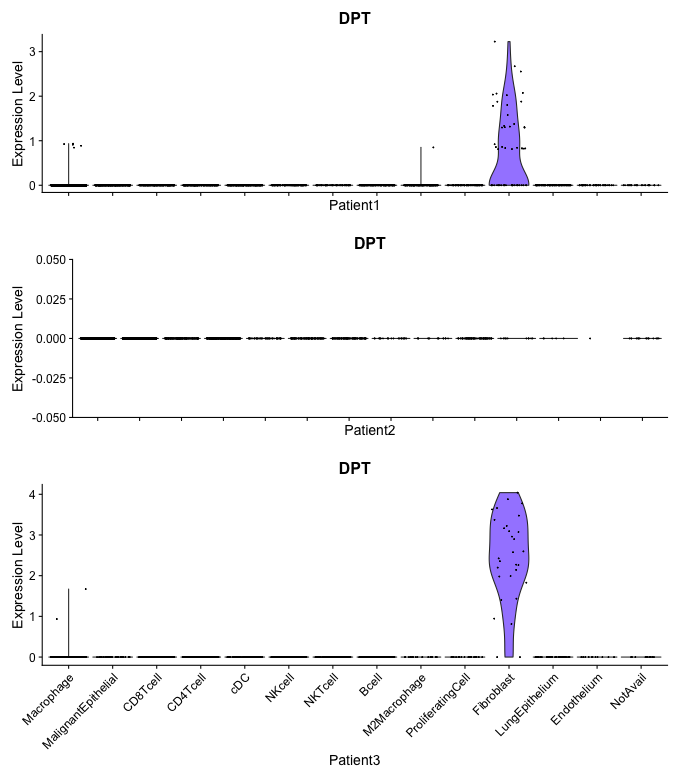 DPT
Expression Level
3
2
1
0
Patient1
DPT
Expression Level
0.050
0.025
0.000
-0.025
-0.050
Patient2
DPT
Expression Level
4
3
2
1
0
Macrophage
MalignantEpithelial
CD8Tcell
CD4Tcell
cDC
NKcell
NKTcell
Bcell
M2Macrophage
ProliferatingCell
Fibroblast
LungEpithelium
Endothelium
NotAvail
Patient3